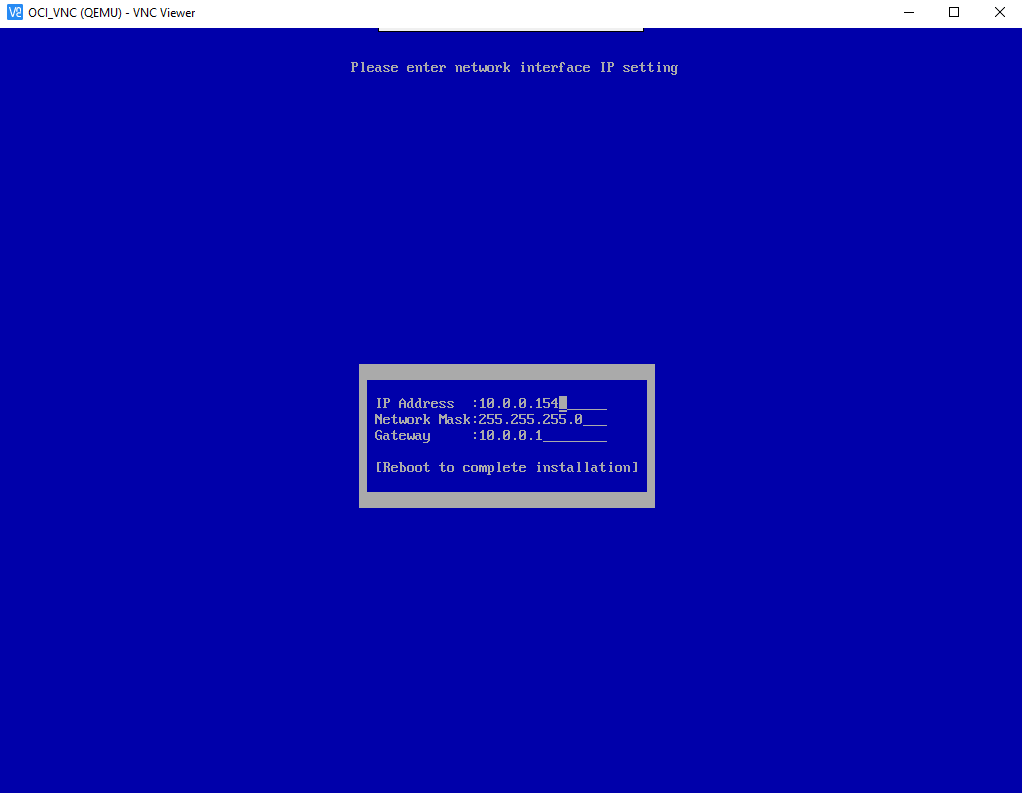 OCI_VNC (QEMU) - VNC Viewer
Please enter network interface IP setting
IP Address  :10.0.0.154______
Network Mask:255.255.255.0___
Gateway     :10.0.0.1________
[Reboot to complete installation]